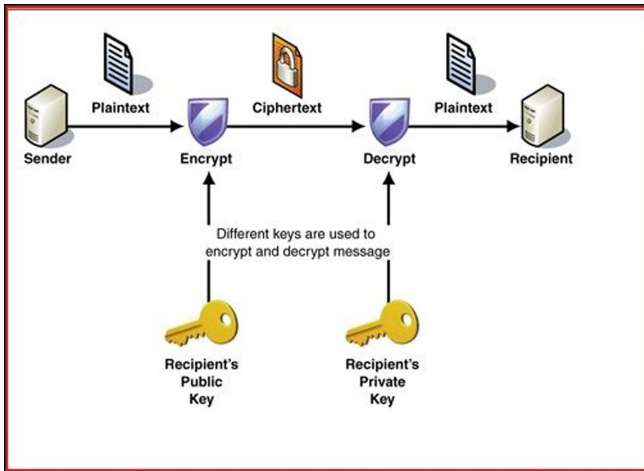 Plaintext
Ciphertext
Plaintext
Sender
Encrypt
Decrypt
Recipient
Different keys are used to
encrypt and decrypt message
Recipient's
Public
Key
Recipient's
Private
Key